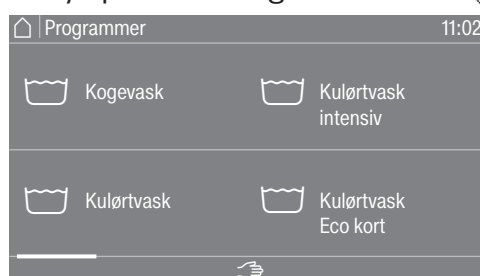 Programmer 11:02
Kogevask
Kulørtvask
intensiv
Kulørtvask
Kulørtvask
Eco kort